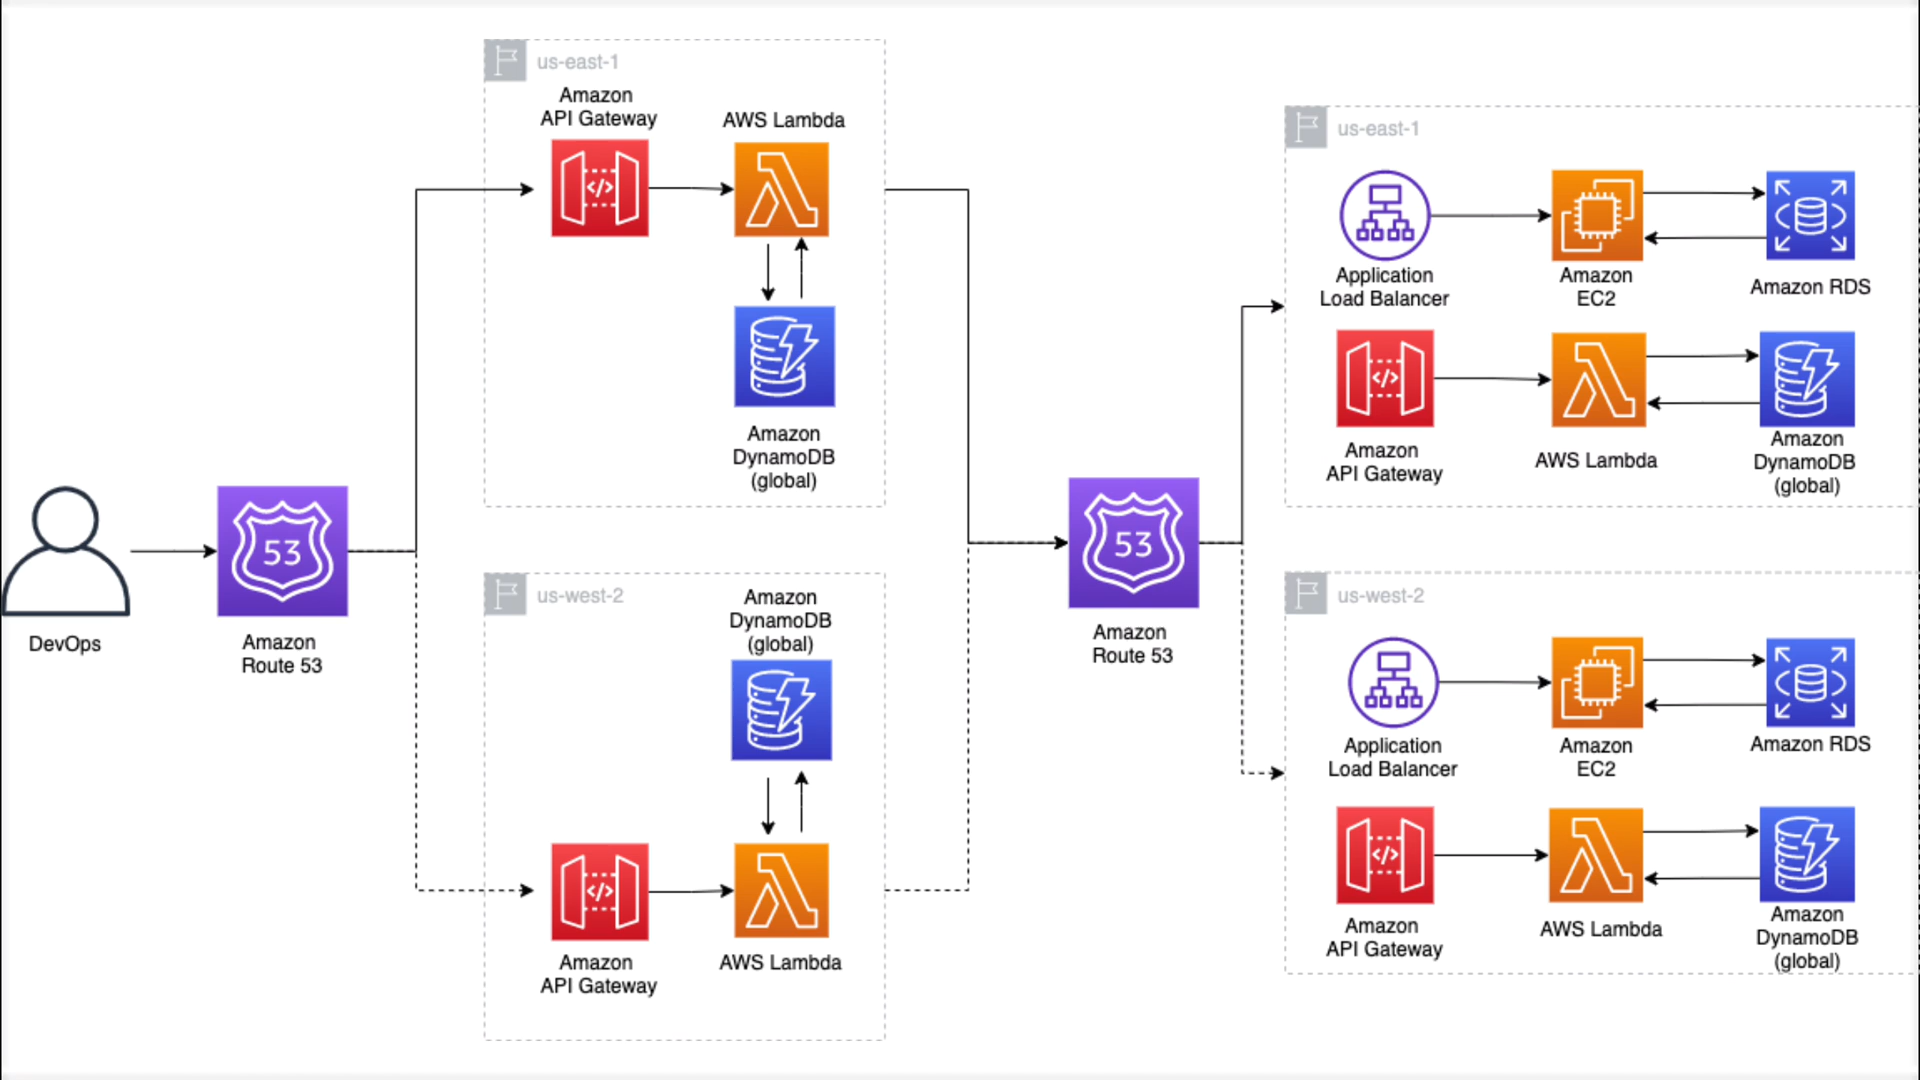 us-east-1
Amazon
API Gateway
AWS Lambda
</>
Amazon
DynamoDB
(global)
DevOps
53
Amazon
Route 53
us-west-2
Amazon
DynamoDB
(global)
</>
Amazon
API Gateway
AWS Lambda
53
Amazon
Route 53
us-east-1
Application
Load Balancer
Amazon
EC2
Amazon RDS
</>
Amazon
API Gateway
AWS Lambda
Amazon
DynamoDB
(global)
us-west-2
Application
Load Balancer
Amazon
EC2
Amazon RDS
</>
Amazon
API Gateway
AWS Lambda
Amazon
DynamoDB
(global)